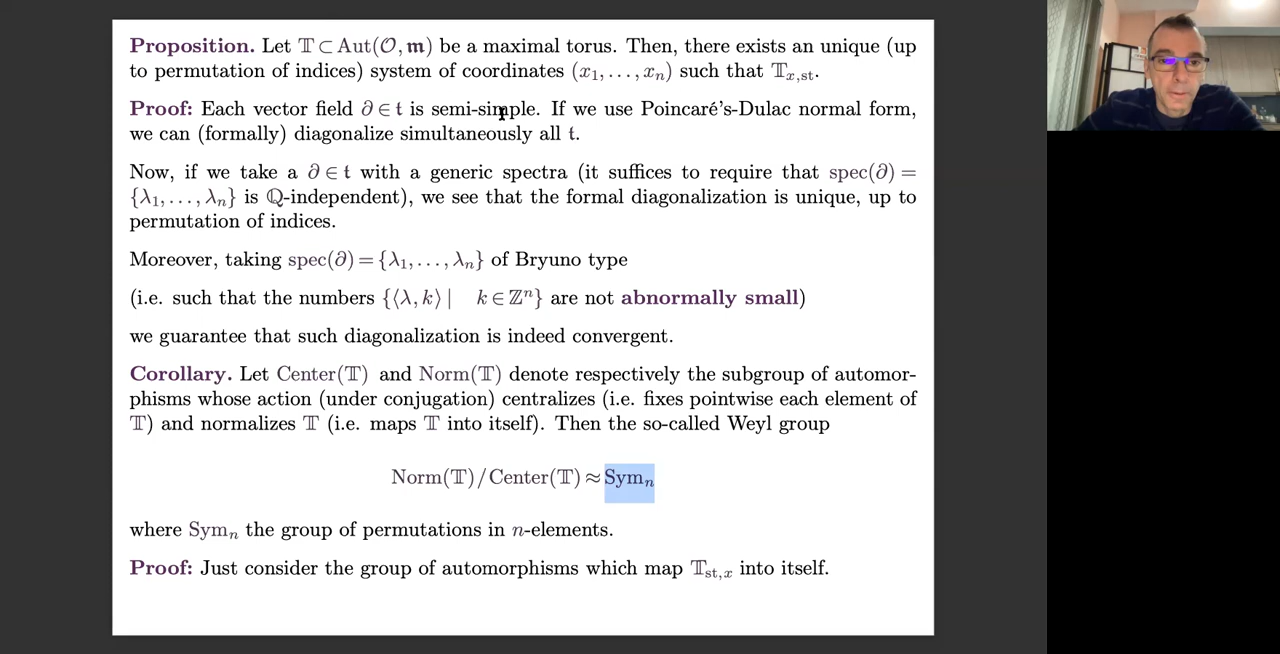 Proposition. Let 𝕋 ⊂ Aut(𝒪, 𝔪) be a maximal torus. Then, there exists an unique (up
to permutation of indices) system of coordinates (x₁, …, xₙ) such that 𝕋ₓ,ₛₜ.
Proof: Each vector field ∂ ∈ 𝔱 is semi-simple. If we use Poincaré's-Dulac normal form,
we can (formally) diagonalize simultaneously all 𝔱.
Now, if we take a ∂ ∈ 𝔱 with a generic spectra (it suffices to require that spec(∂) =
{λ₁, …, λₙ} is ℚ-independent), we see that the formal diagonalization is unique, up to
permutation of indices.
Moreover, taking spec(∂) = {λ₁, …, λₙ} of Bryuno type
(i.e. such that the numbers {⟨λ, k⟩ | k ∈ ℤⁿ} are not abnormally small)
we guarantee that such diagonalization is indeed convergent.
Corollary. Let Center(𝕋) and Norm(𝕋) denote respectively the subgroup of automor-
phisms whose action (under conjugation) centralizes (i.e. fixes pointwise each element of
𝕋) and normalizes 𝕋 (i.e. maps 𝕋 into itself). Then the so-called Weyl group
Norm(𝕋)/Center(𝕋) ≈ Symₙ
where Symₙ the group of permutations in n-elements.
Proof: Just consider the group of automorphisms which map 𝕋ₛₜ,ₓ into itself.